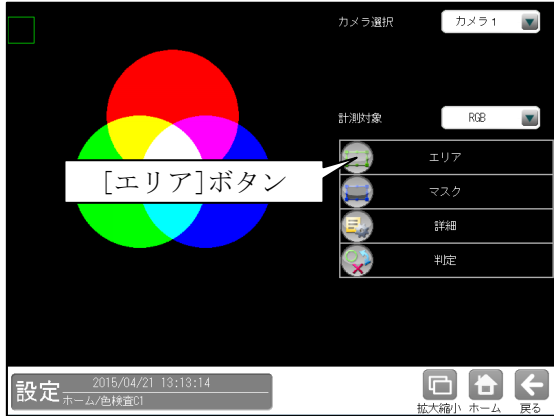 カメラ選択
カメラ1
計測対象
RGB
エリア
[エリア]ボタン
マスク
詳細
判定
設定
2015/04/21 13:13:14
ホーム/色検査C1
拡大縮小
ホーム
戻る